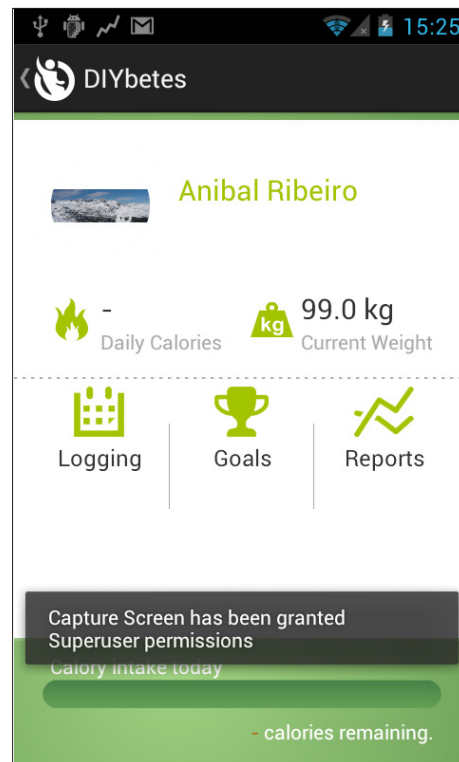 15:25
DIYbetes
Anibal Ribeiro
-
Daily Calories
kg
99.0 kg
Current Weight
Logging
Goals
Reports
Capture Screen has been granted
Superuser permissions
Calory intake today
- calories remaining.